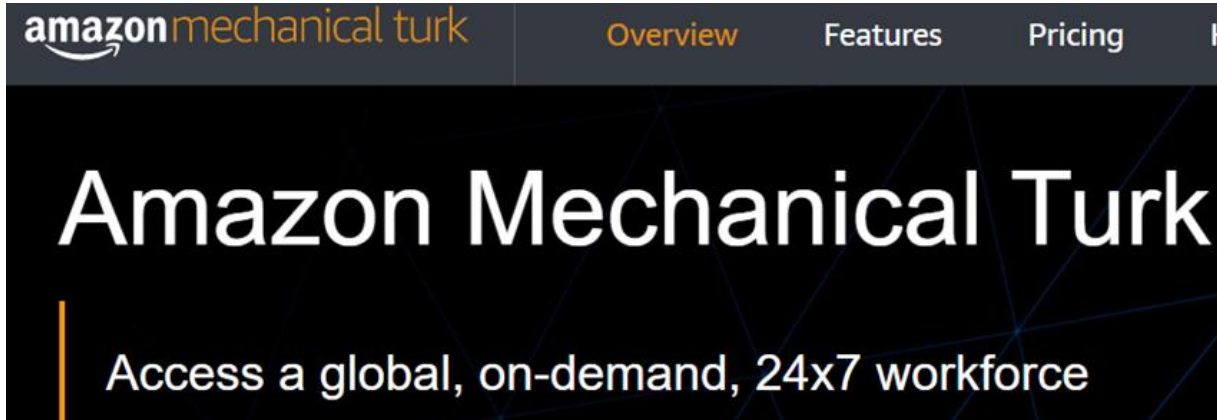 amazon mechanical turk Overview Features Pricing
Amazon Mechanical Turk
Access a global, on-demand, 24x7 workforce